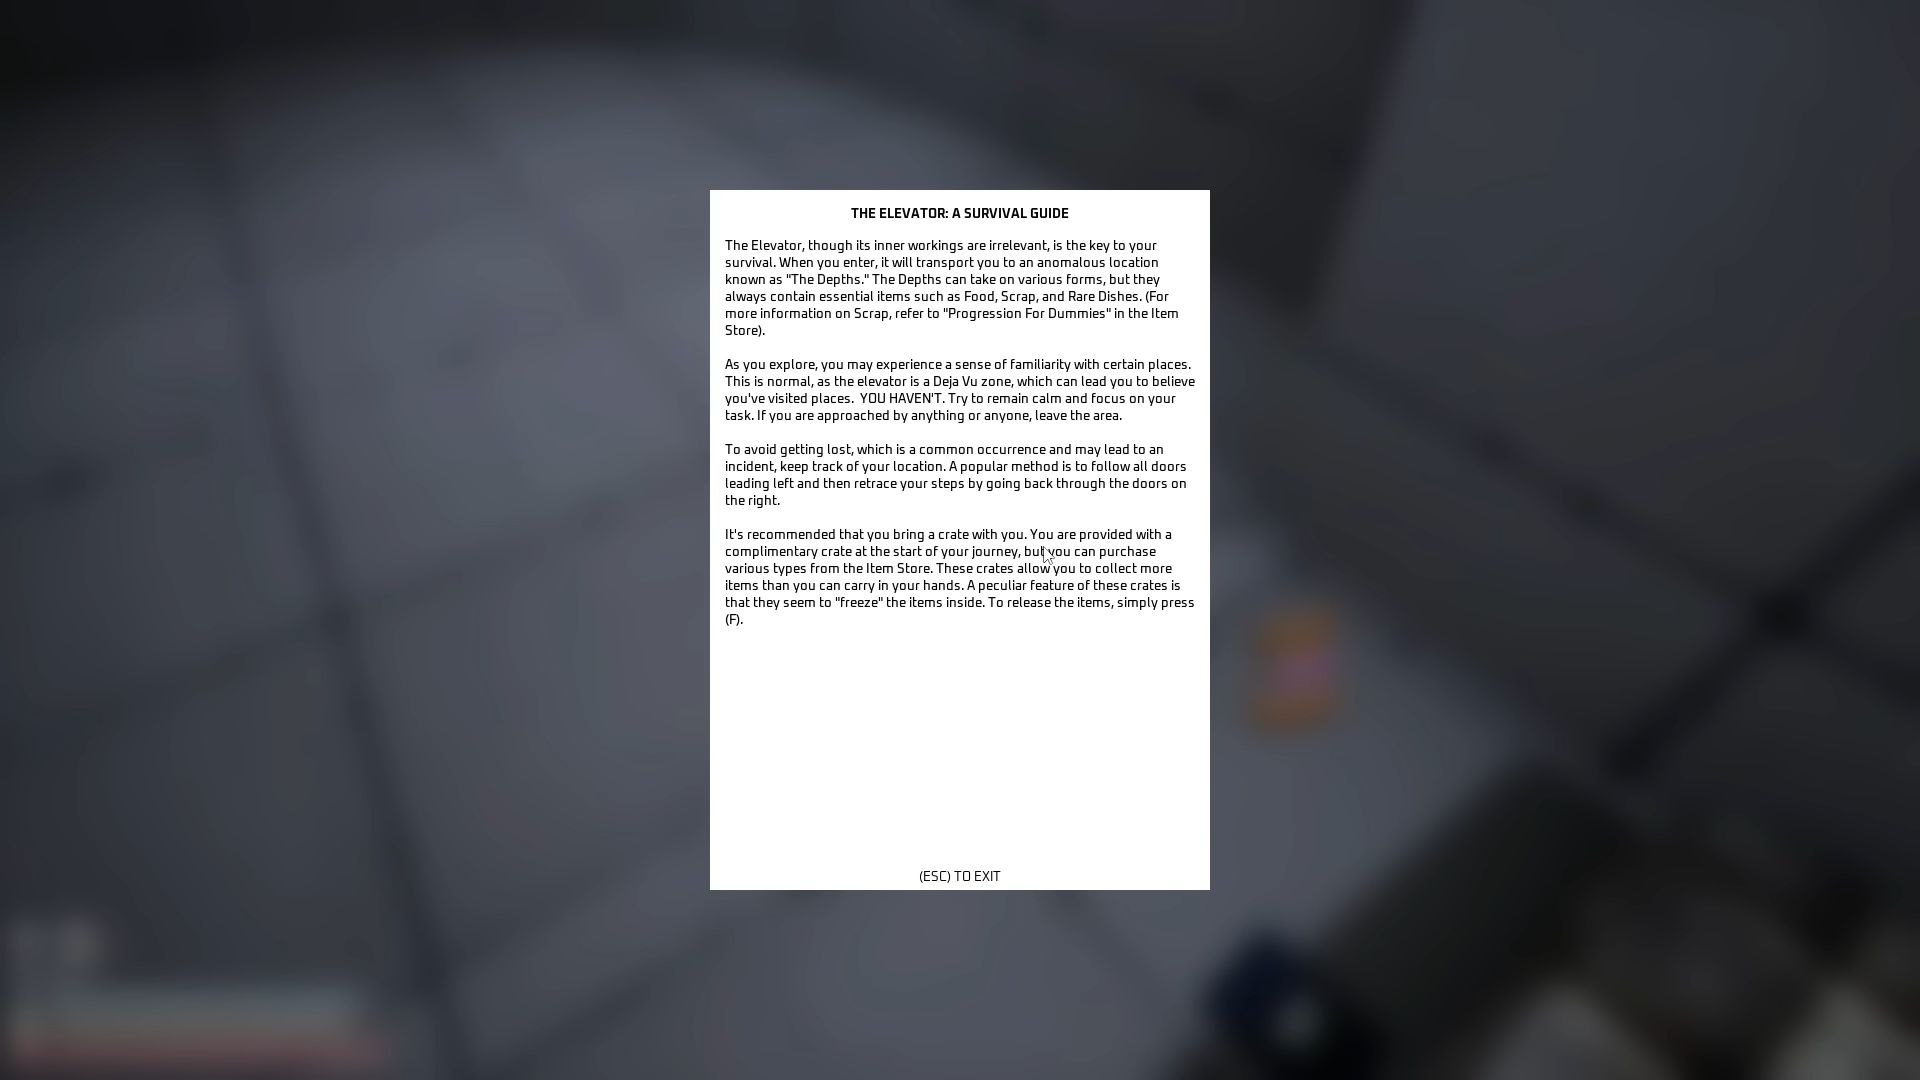 THE ELEVATOR: A SURVIVAL GUIDE
The Elevator, though its inner workings are irrelevant, is the key to your
survival. When you enter, it will transport you to an anomalous location
known as "The Depths." The Depths can take on various forms, but they
always contain essential items such as Food, Scrap, and Rare Dishes. (For
more information on Scrap, refer to "Progression For Dummies" in the Item
Store).
As you explore, you may experience a sense of familiarity with certain places.
This is normal, as the elevator is a Deja Vu zone, which can lead you to believe
you've visited places.  YOU HAVEN'T. Try to remain calm and focus on your
task. If you are approached by anything or anyone, leave the area.
To avoid getting lost, which is a common occurrence and may lead to an
incident, keep track of your location. A popular method is to follow all doors
leading left and then retrace your steps by going back through the doors on
the right.
It's recommended that you bring a crate with you. You are provided with a
complimentary crate at the start of your journey, but you can purchase
various types from the Item Store. These crates allow you to collect more
items than you can carry in your hands. A peculiar feature of these crates is
that they seem to "freeze" the items inside. To release the items, simply press
(F).
(ESC) TO EXIT